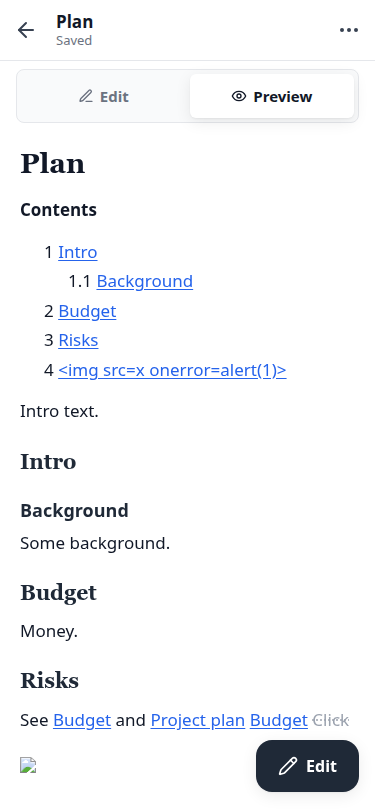 Plan
Saved
Edit
Preview
Plan
Contents
1 Intro
1.1 Background
2 Budget
3 Risks
4 <img src=x onerror=alert(1)>
Intro text.
Intro
Background
Some background.
Budget
Money.
Risks
See Budget and Project plan Budget Click
Edit